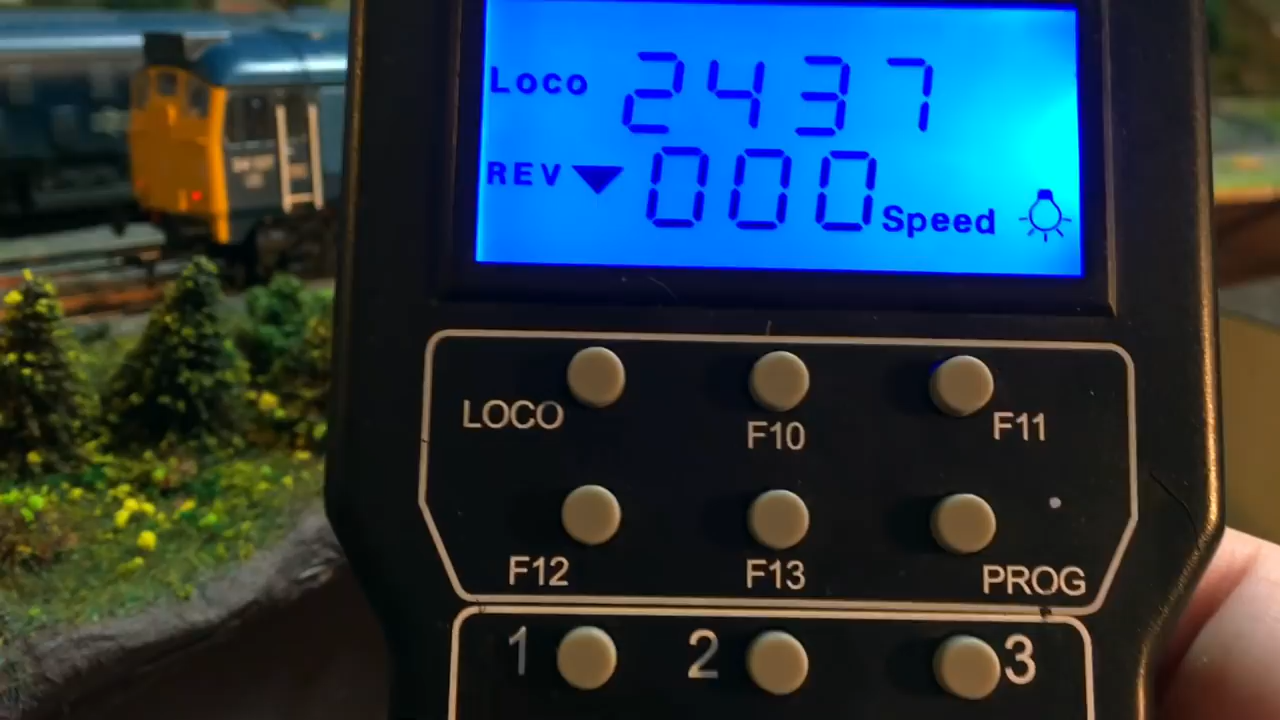 Loco 2437
REV 000 Speed
LOCO
F10
F11
F12
F13
PROG
1 2 3